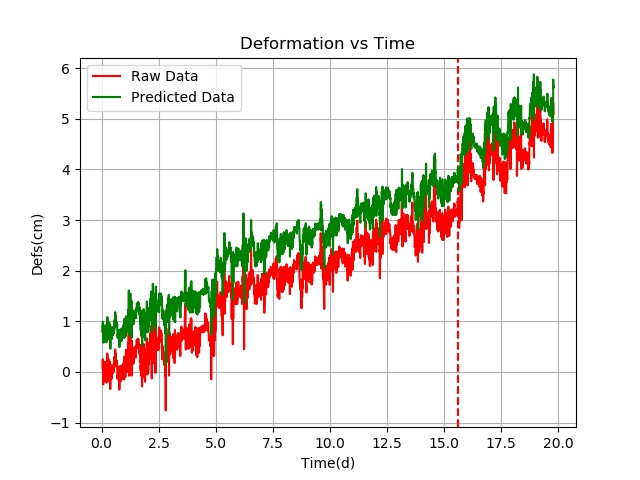 Deformation vs Time
Raw Data
Predicted Data
6
5
4
3
2
1
0
−1
Defs(cm)
0.0 2.5 5.0 7.5 10.0 12.5 15.0 17.5 20.0
Time(d)